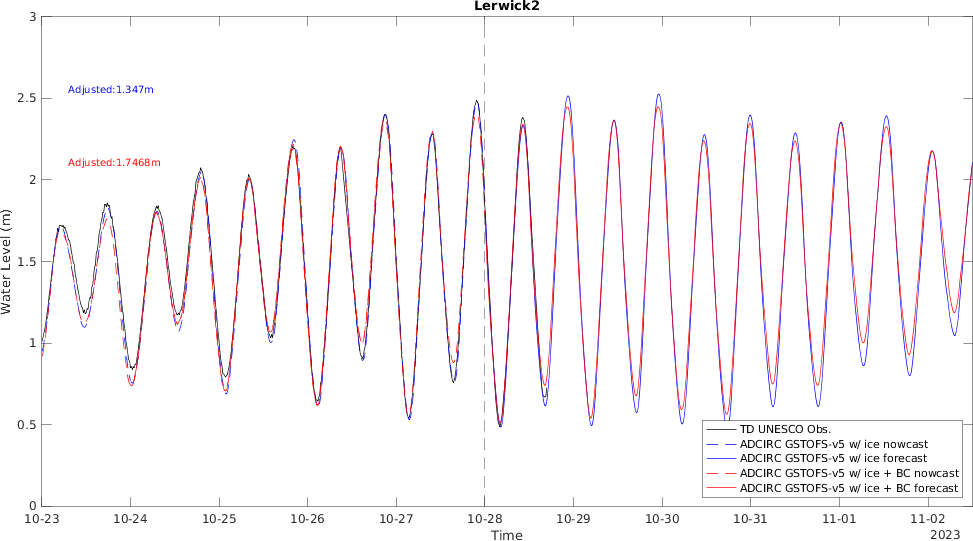 Lerwick2
3
2.5
2
1.5
1
0.5
0
Water Level (m)
Adjusted:1.347m
Adjusted:1.7468m
TD UNESCO Obs.
ADCIRC GSTOFS-v5 w/ ice nowcast
ADCIRC GSTOFS-v5 w/ ice forecast
ADCIRC GSTOFS-v5 w/ ice + BC nowcast
ADCIRC GSTOFS-v5 w/ ice + BC forecast
10-23 10-24 10-25 10-26 10-27 10-28 10-29 10-30 10-31 11-01 11-02
2023
Time